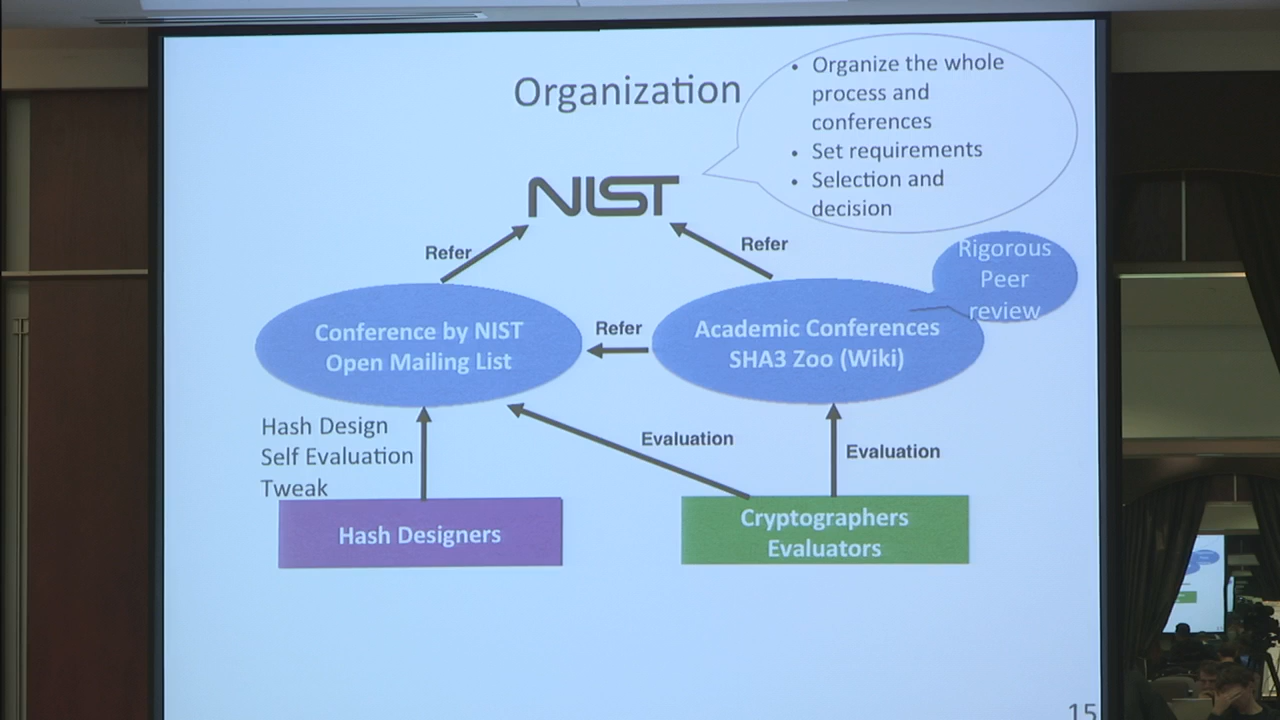 Organization
• Organize the whole
process and
conferences
• Set requirements
• Selection and
decision
NIST
Refer
Refer
Rigorous
Peer
review
Conference by NIST
Open Mailing List
Refer
Academic Conferences
SHA3 Zoo (Wiki)
Hash Design
Self Evaluation
Tweak
Evaluation
Evaluation
Hash Designers
Cryptographers
Evaluators
15